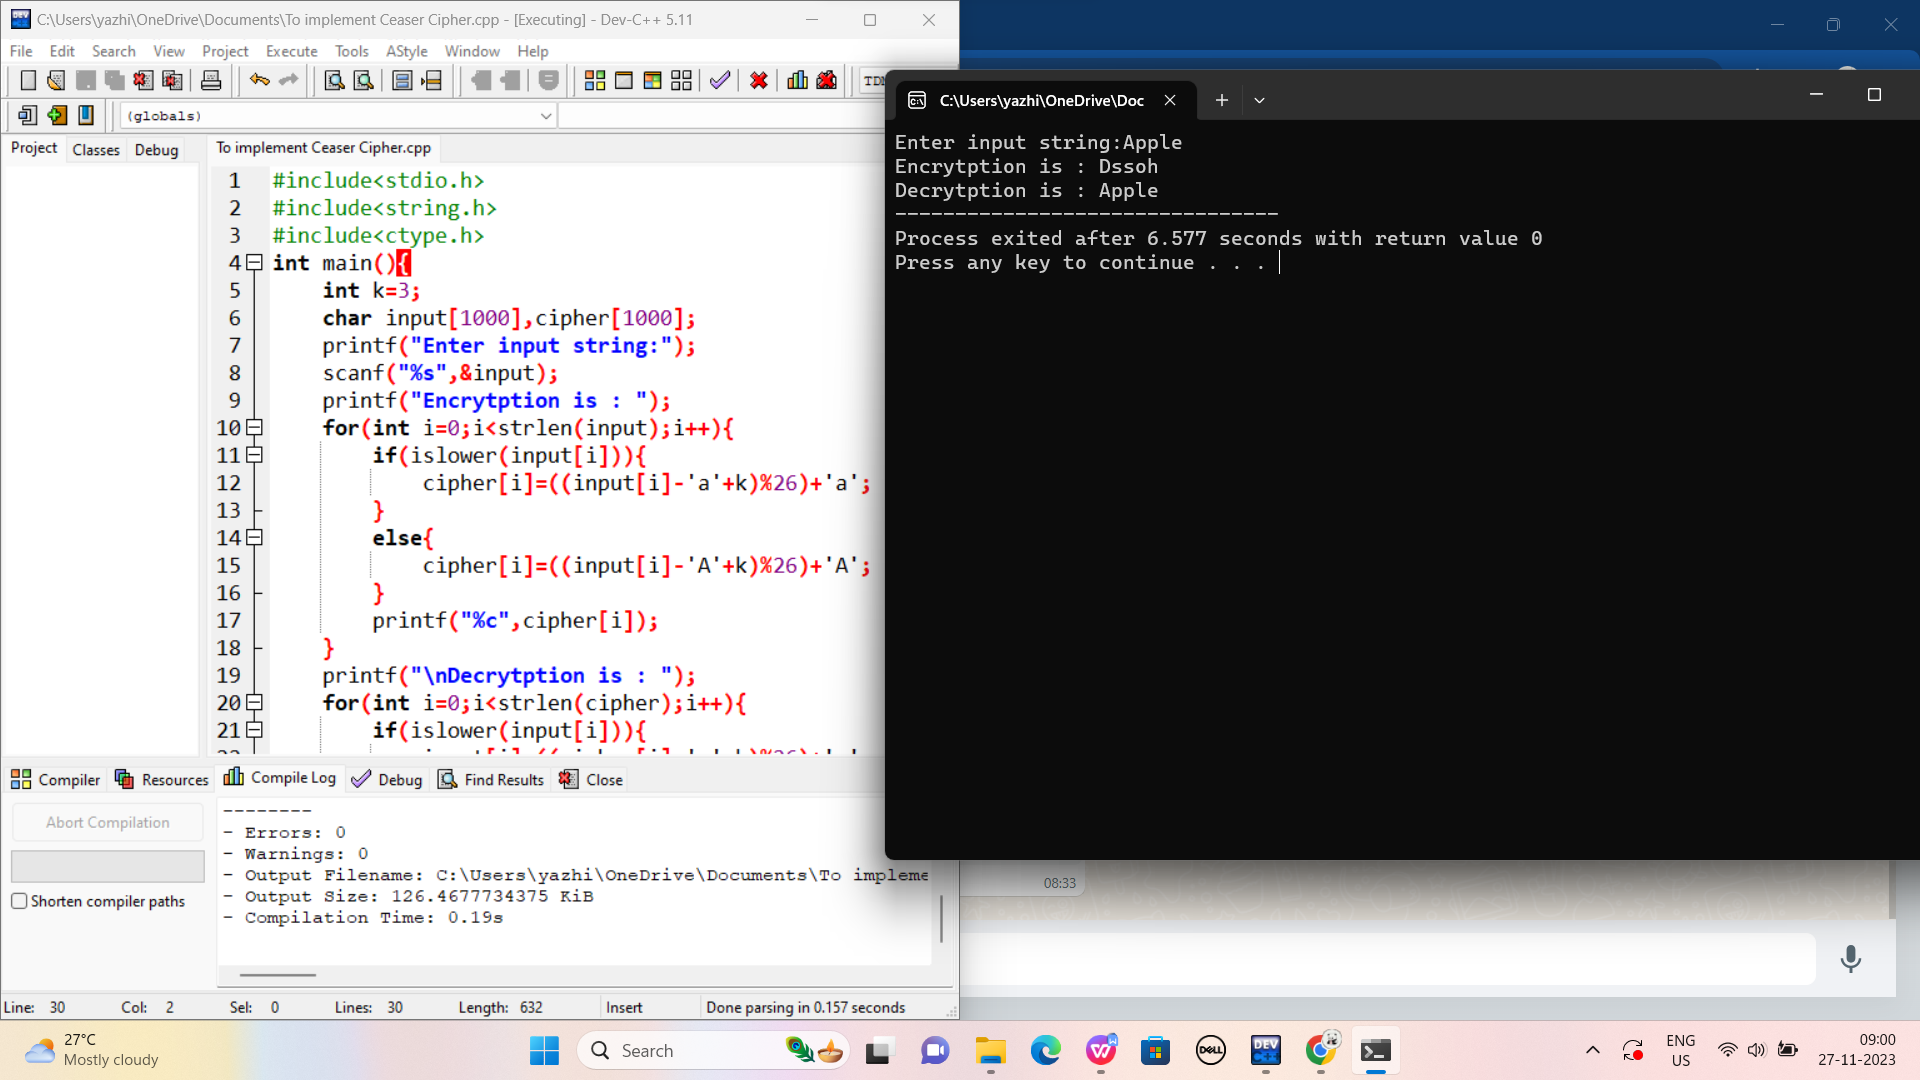 C:\Users\yazhi\OneDrive\Documents\To implement Ceaser Cipher.cpp - [Executing] - Dev-C++ 5.11
File Edit Search View Project Execute Tools AStyle Window Help
TDM
(globals)
Project Classes Debug
To implement Ceaser Cipher.cpp
1 #include<stdio.h>
2 #include<string.h>
3 #include<ctype.h>
4 int main(){
5 int k=3;
6 char input[1000],cipher[1000];
7 printf("Enter input string:");
8 scanf("%s",&input);
9 printf("Encrytption is : ");
10 for(int i=0;i<strlen(input);i++){
11 if(islower(input[i])){
12 cipher[i]=((input[i]-'a'+k)%26)+'a';
13 }
14 else{
15 cipher[i]=((input[i]-'A'+k)%26)+'A';
16 }
17 printf("%c",cipher[i]);
18 }
19 printf("\nDecrytption is : ");
20 for(int i=0;i<strlen(cipher);i++){
21 if(islower(input[i])){
Compiler Resources Compile Log Debug Find Results Close
Abort Compilation
Shorten compiler paths
--------
- Errors: 0
- Warnings: 0
- Output Filename: C:\Users\yazhi\OneDrive\Documents\To impleme
- Output Size: 126.4677734375 KiB
- Compilation Time: 0.19s
Line: 30 Col: 2 Sel: 0 Lines: 30 Length: 632 Insert Done parsing in 0.157 seconds
C:\Users\yazhi\OneDrive\Doc
Enter input string:Apple
Encrytption is : Dssoh
Decrytption is : Apple
--------------------------------
Process exited after 6.577 seconds with return value 0
Press any key to continue . . .
08:33
27°C
Mostly cloudy
Search
DELL
DEV
C++
ENG
US
09:00
27-11-2023